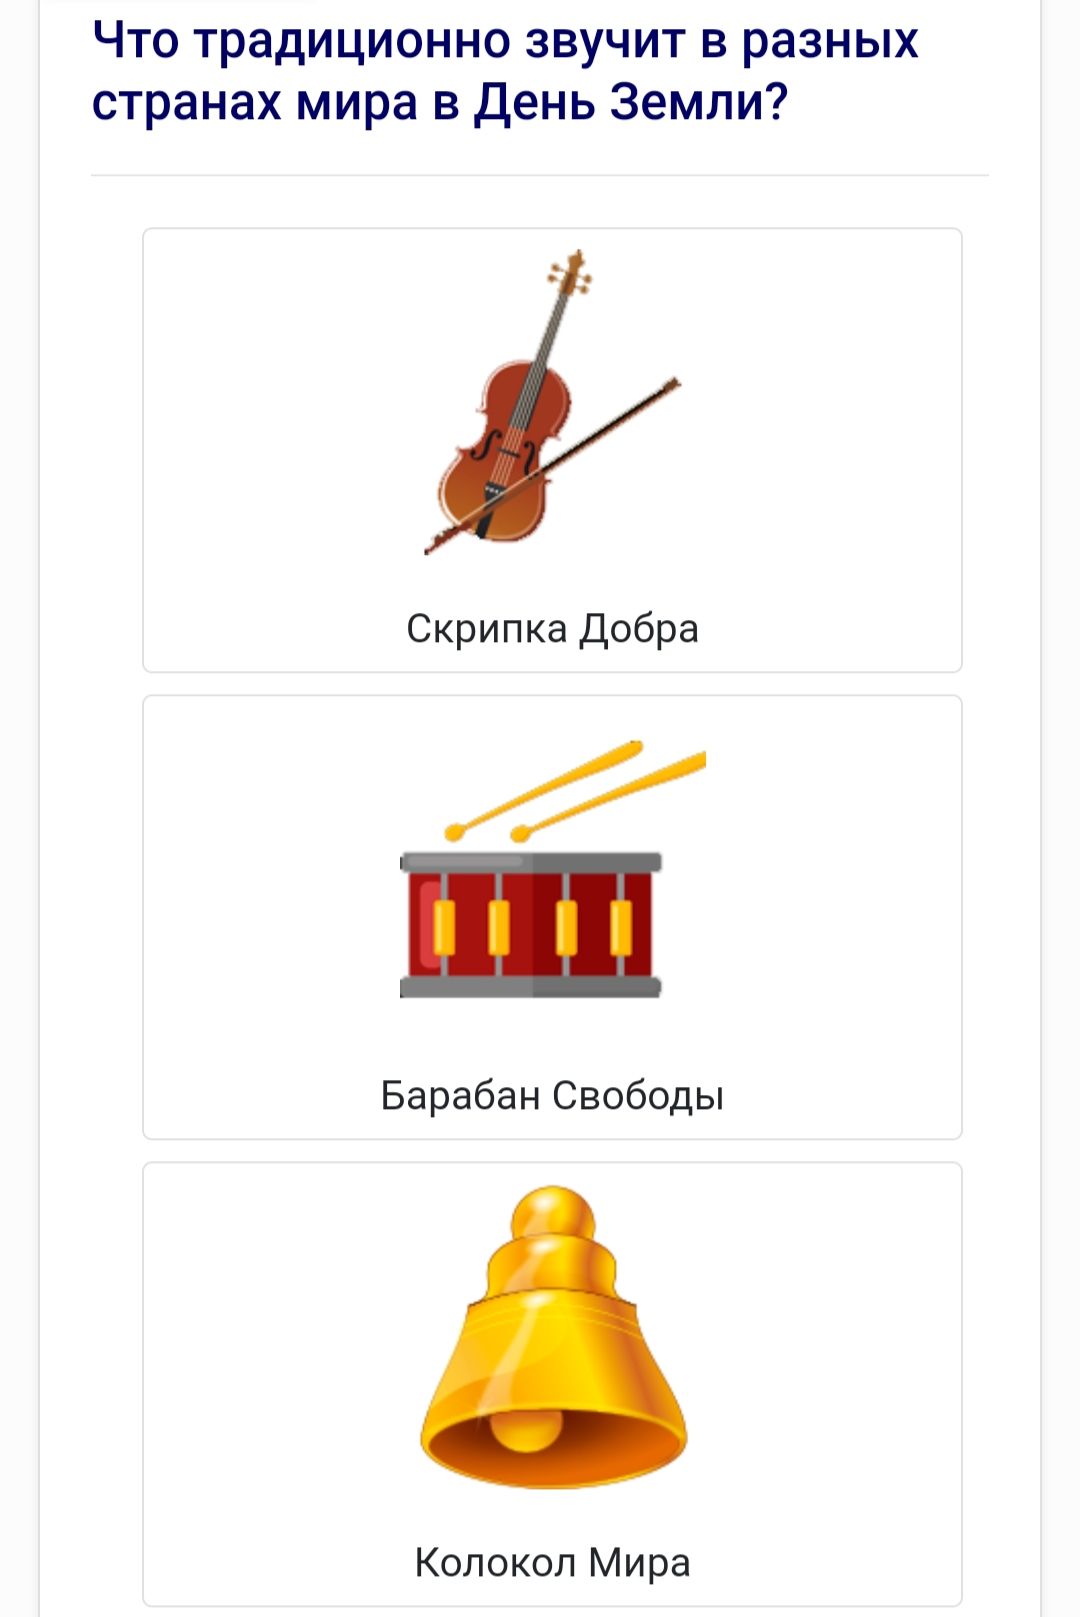 Что традиционно звучит в разных
странах мира в День Земли?
Скрипка Добра
Барабан Свободы
Колокол Мира